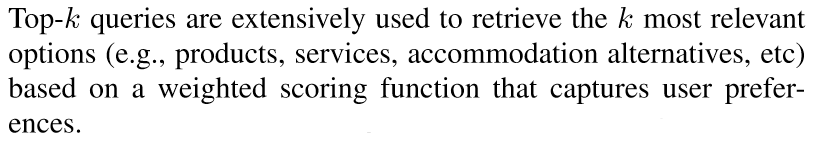 Top-k queries are extensively used to retrieve the k most relevant
options (e.g., products, services, accommodation alternatives, etc)
based on a weighted scoring function that captures user prefer-
ences.